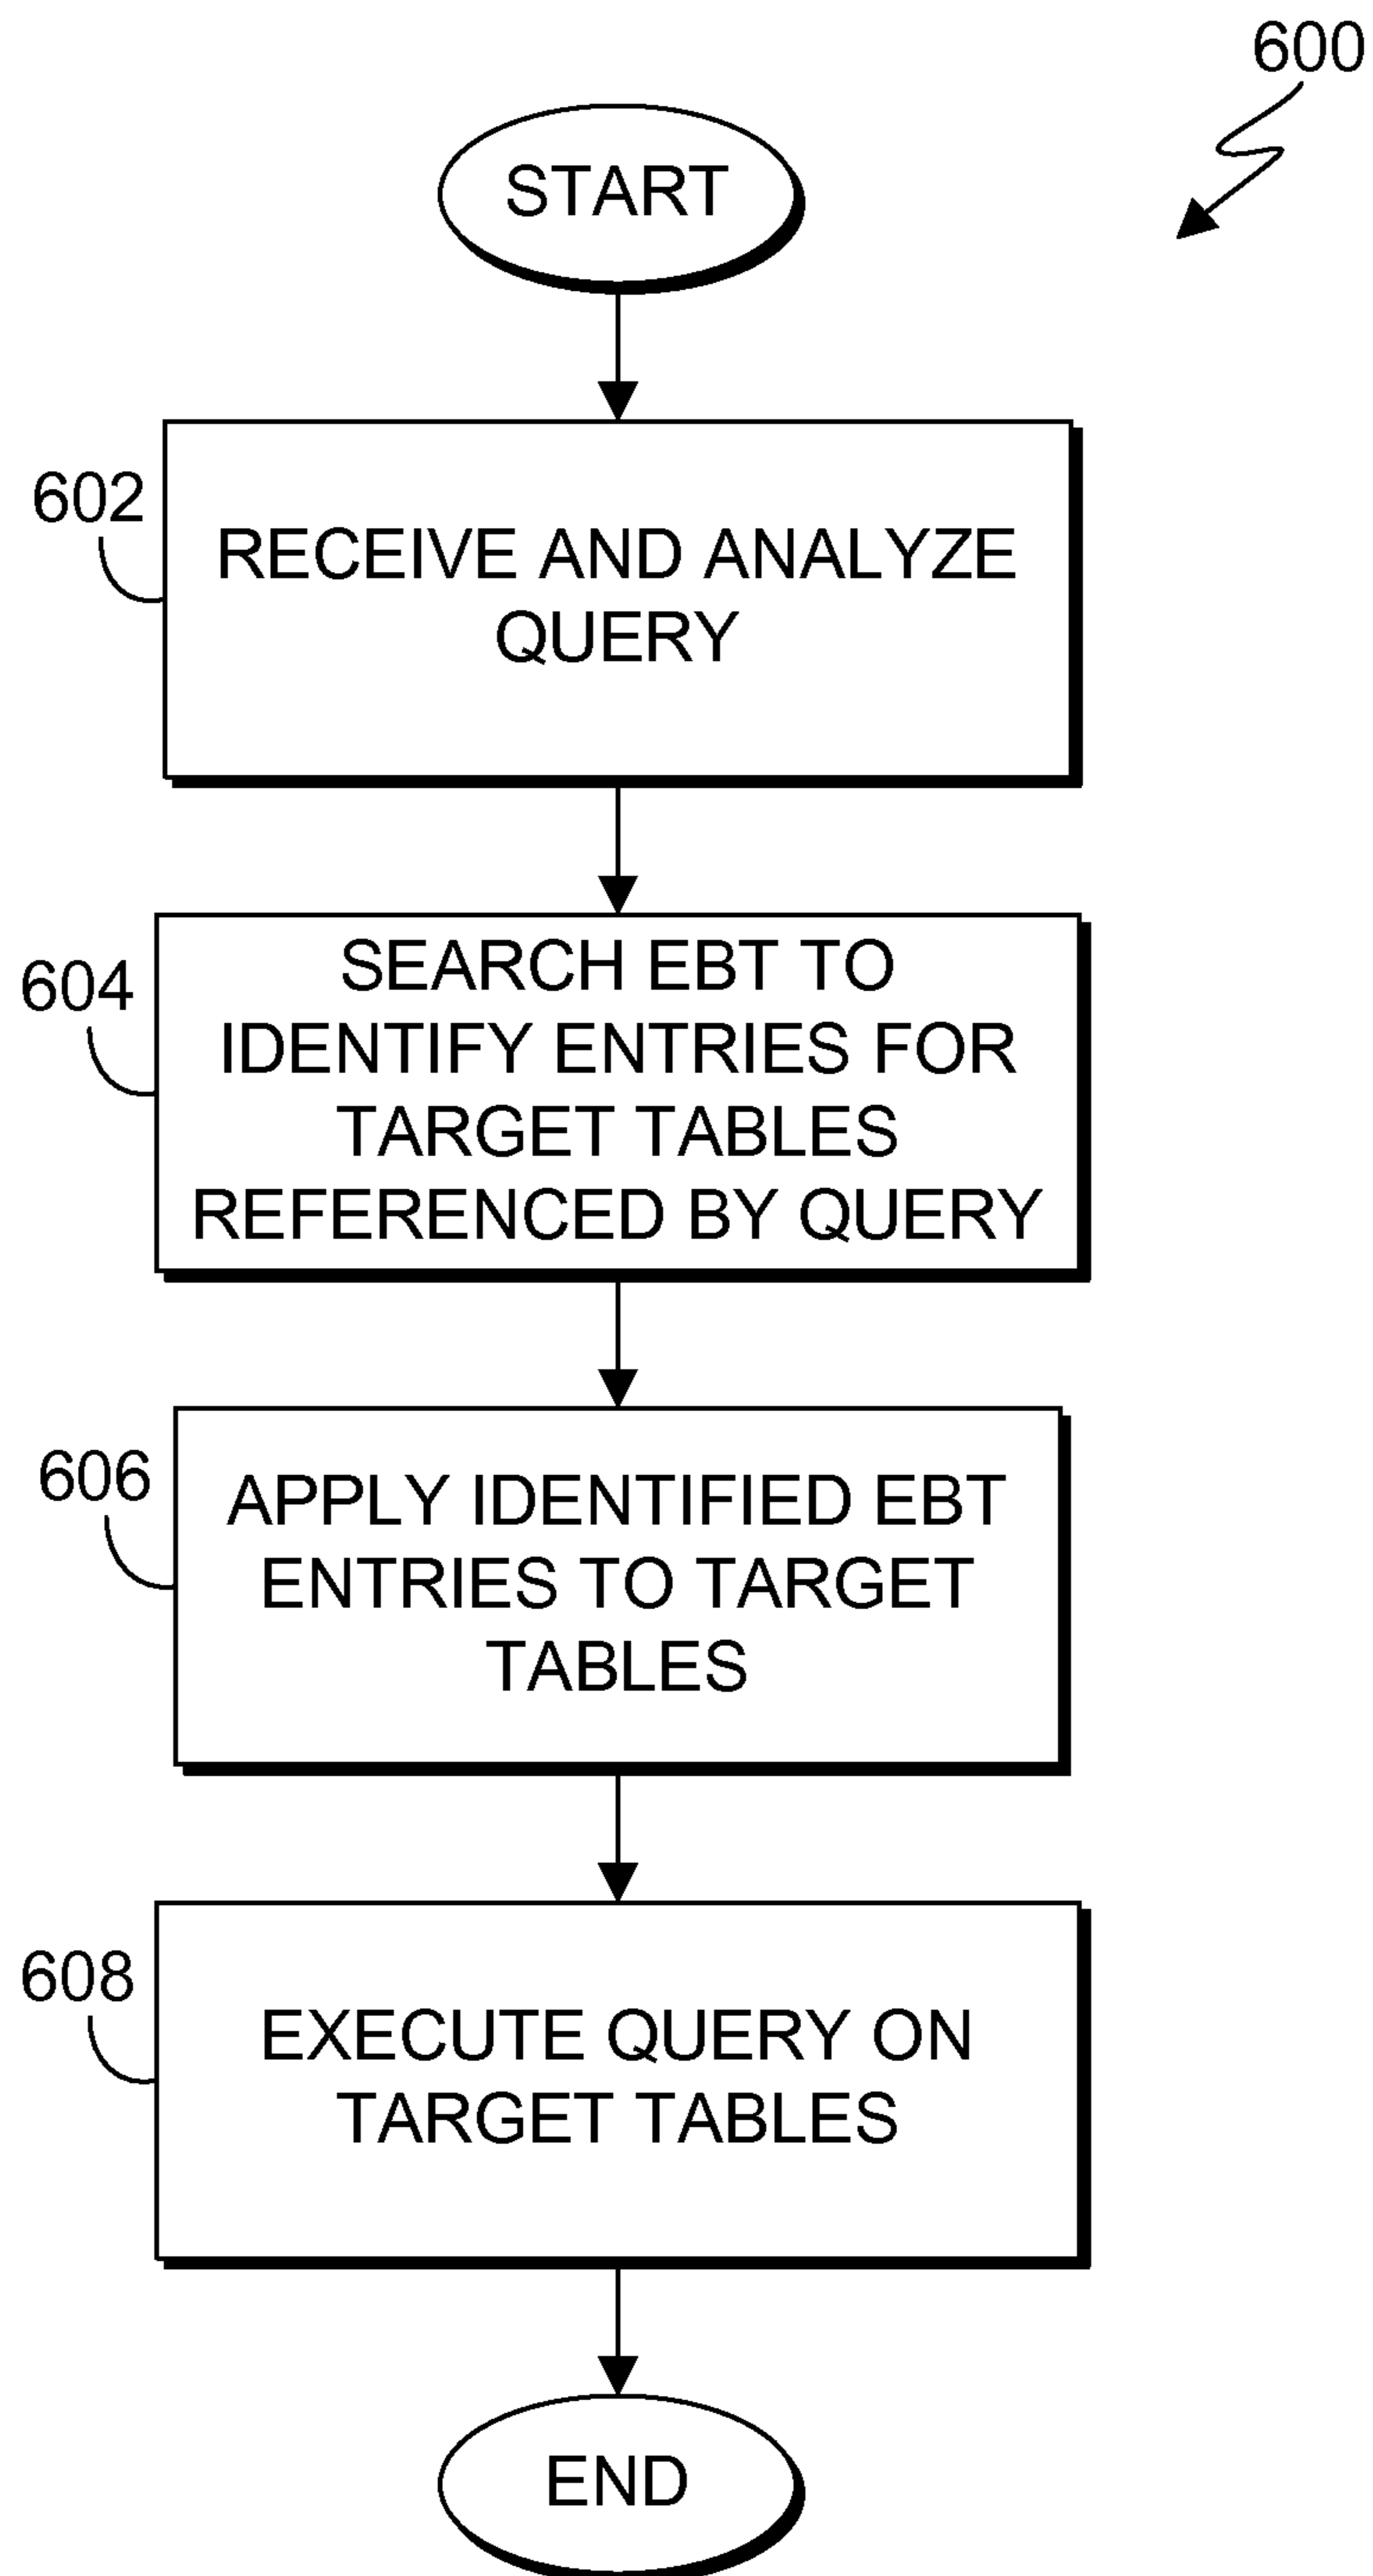 600
START
602
RECEIVE AND ANALYZE
QUERY
604
SEARCH EBT TO
IDENTIFY ENTRIES FOR
TARGET TABLES
REFERENCED BY QUERY
606
APPLY IDENTIFIED EBT
ENTRIES TO TARGET
TABLES
608
EXECUTE QUERY ON
TARGET TABLES
END